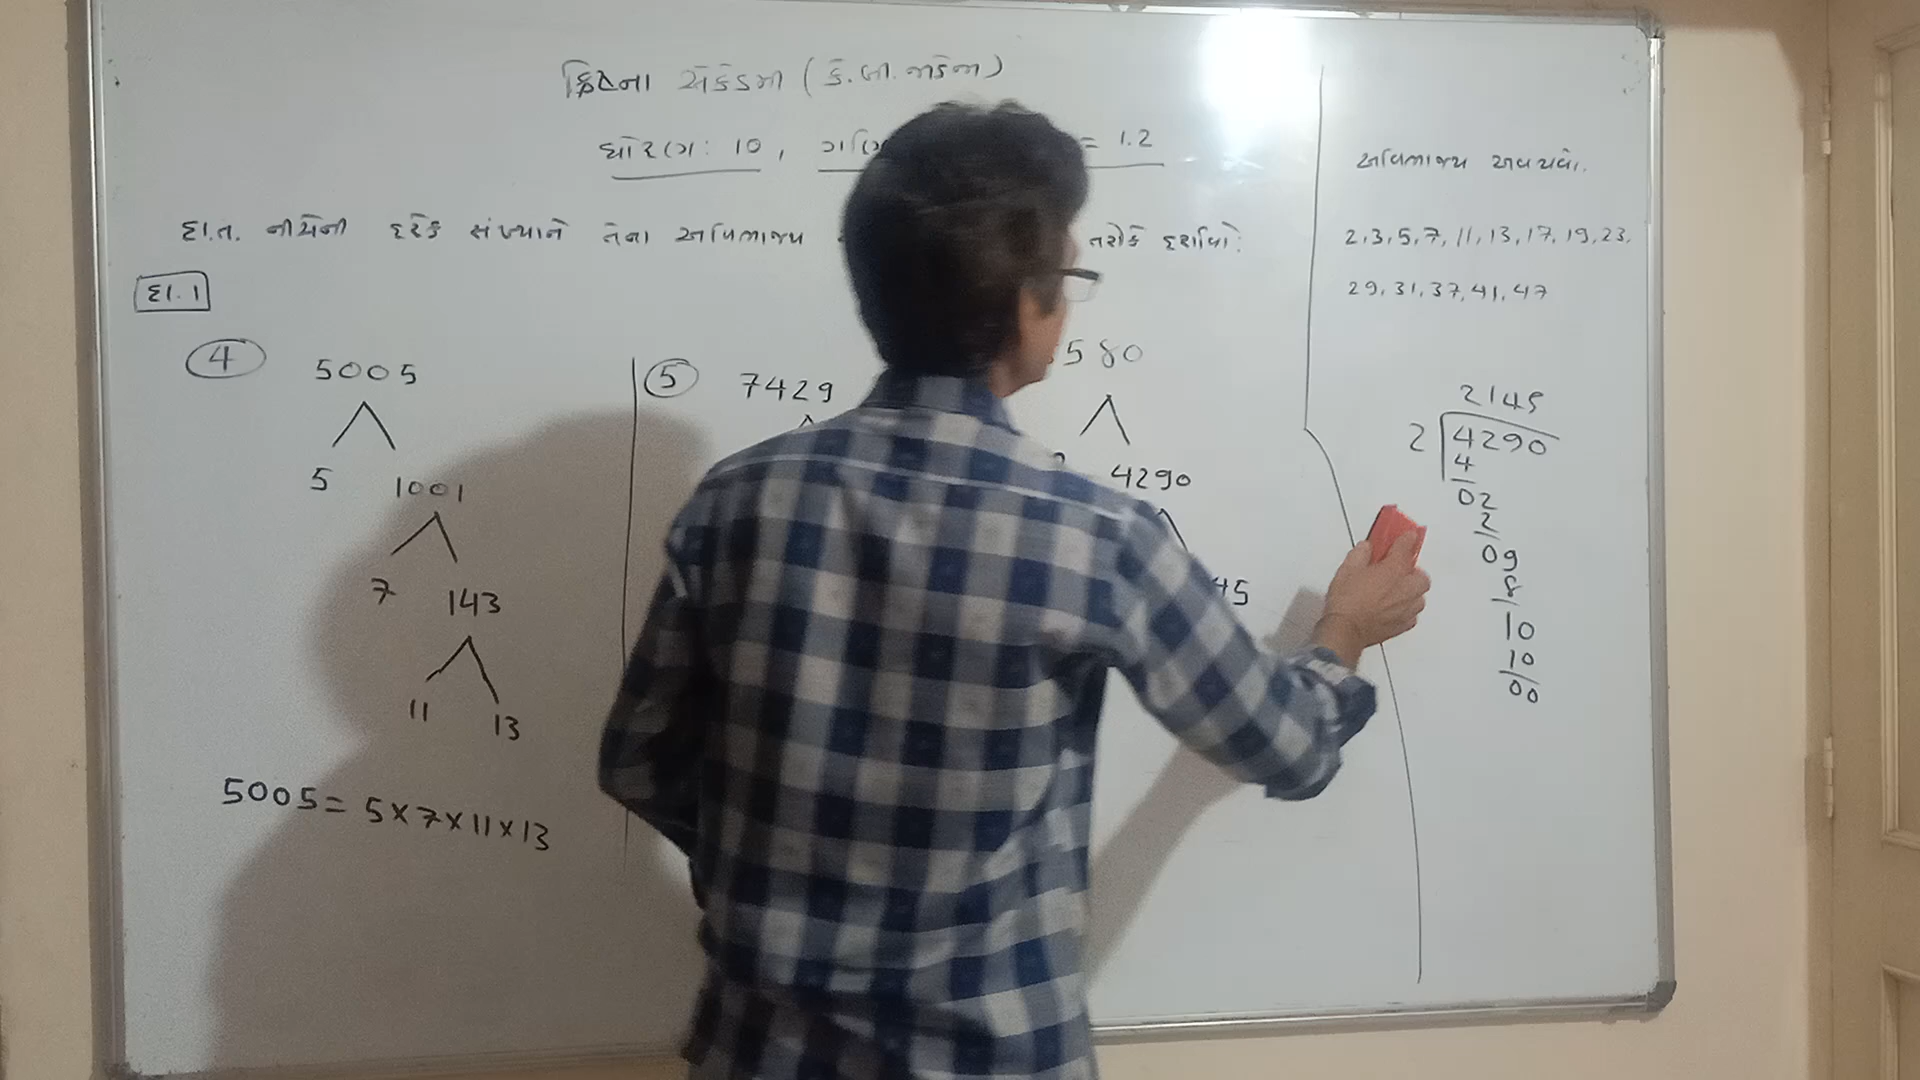 ક્રિષ્ના એકેડમી (કે.બી. જાડેજા)
ધોરણ: 10, = 1.2
દા.ત. નીચેની દરેક સંખ્યાને તેના અવિભાજ્ય તરીકે દર્શાવો:
દા. 1
4
5005
5 1001
7 143
11 13
5005 = 5 × 7 × 11 × 13
5
7429
580
4290
45
અવિભાજ્ય અવયવો.
2, 3, 5, 7, 11, 13, 17, 19, 23,
29, 31, 37, 41, 47
2145
2 4290
4
02
2
09
8
10
10
00